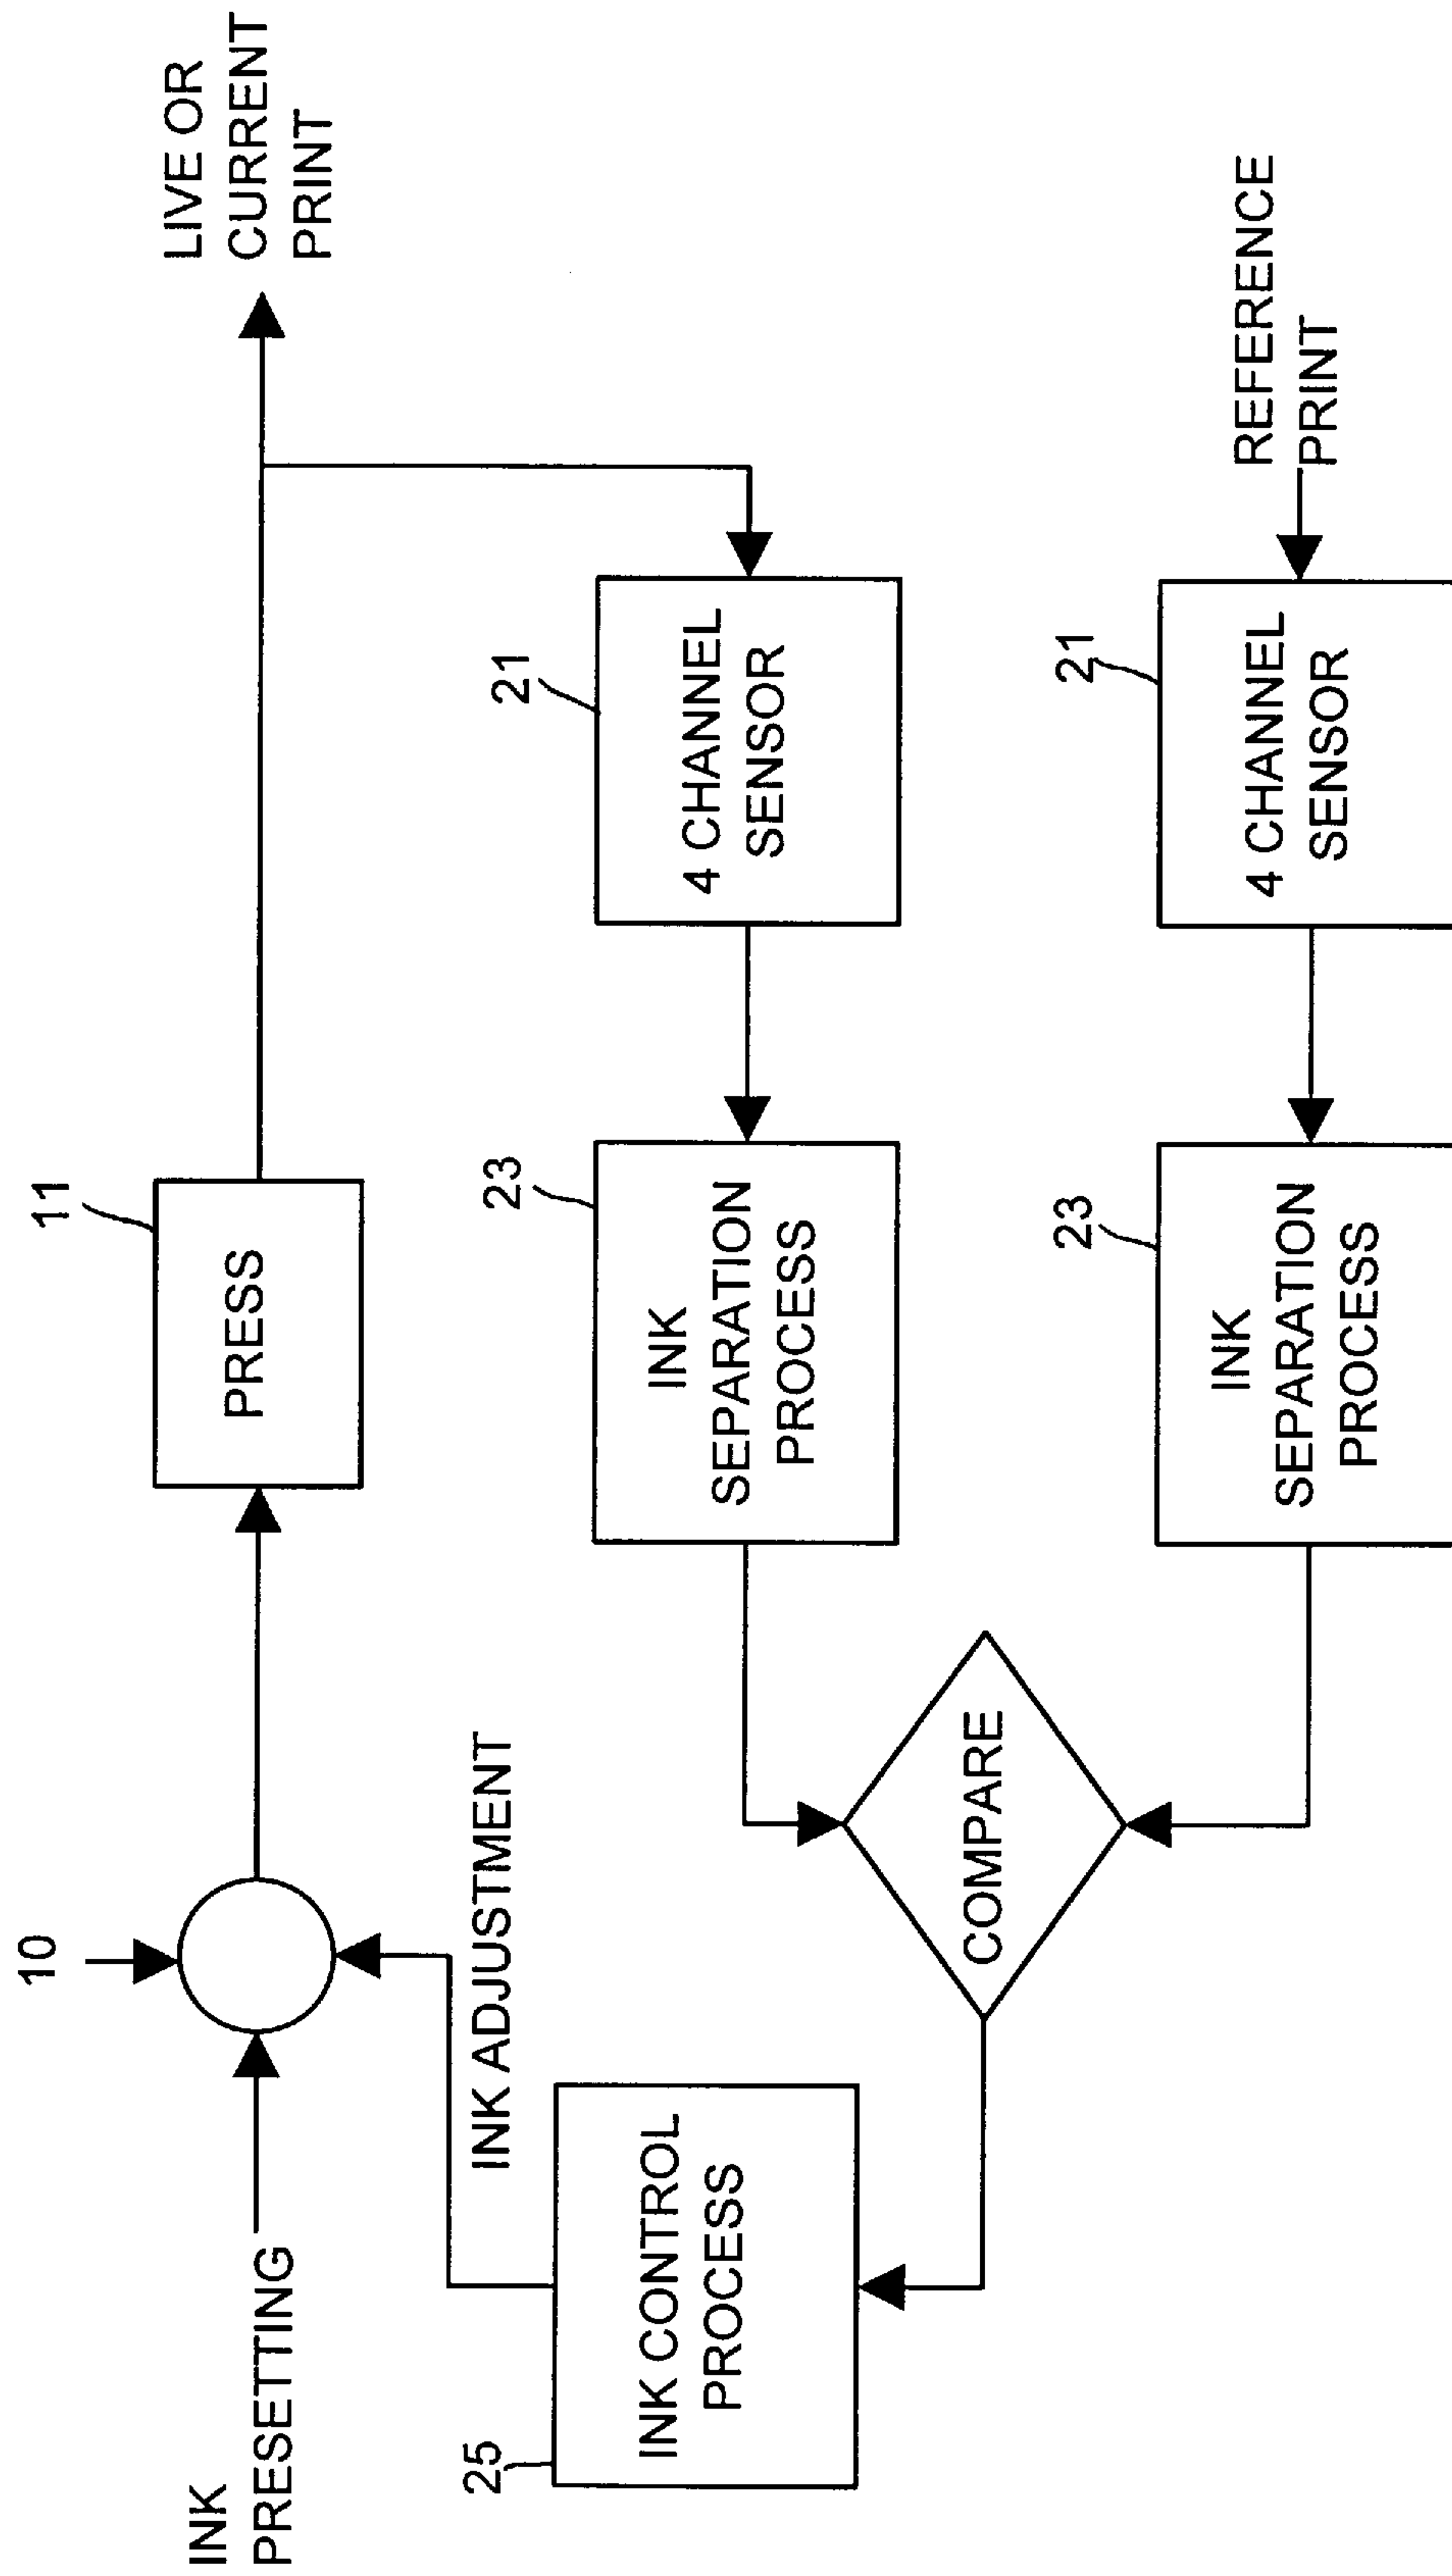 10
11
INK
PRESETTING
PRESS
LIVE OR
CURRENT
PRINT
INK ADJUSTMENT
25
INK CONTROL
PROCESS
23
INK
SEPARATION
PROCESS
21
4 CHANNEL
SENSOR
COMPARE
23
INK
SEPARATION
PROCESS
21
4 CHANNEL
SENSOR
REFERENCE
PRINT